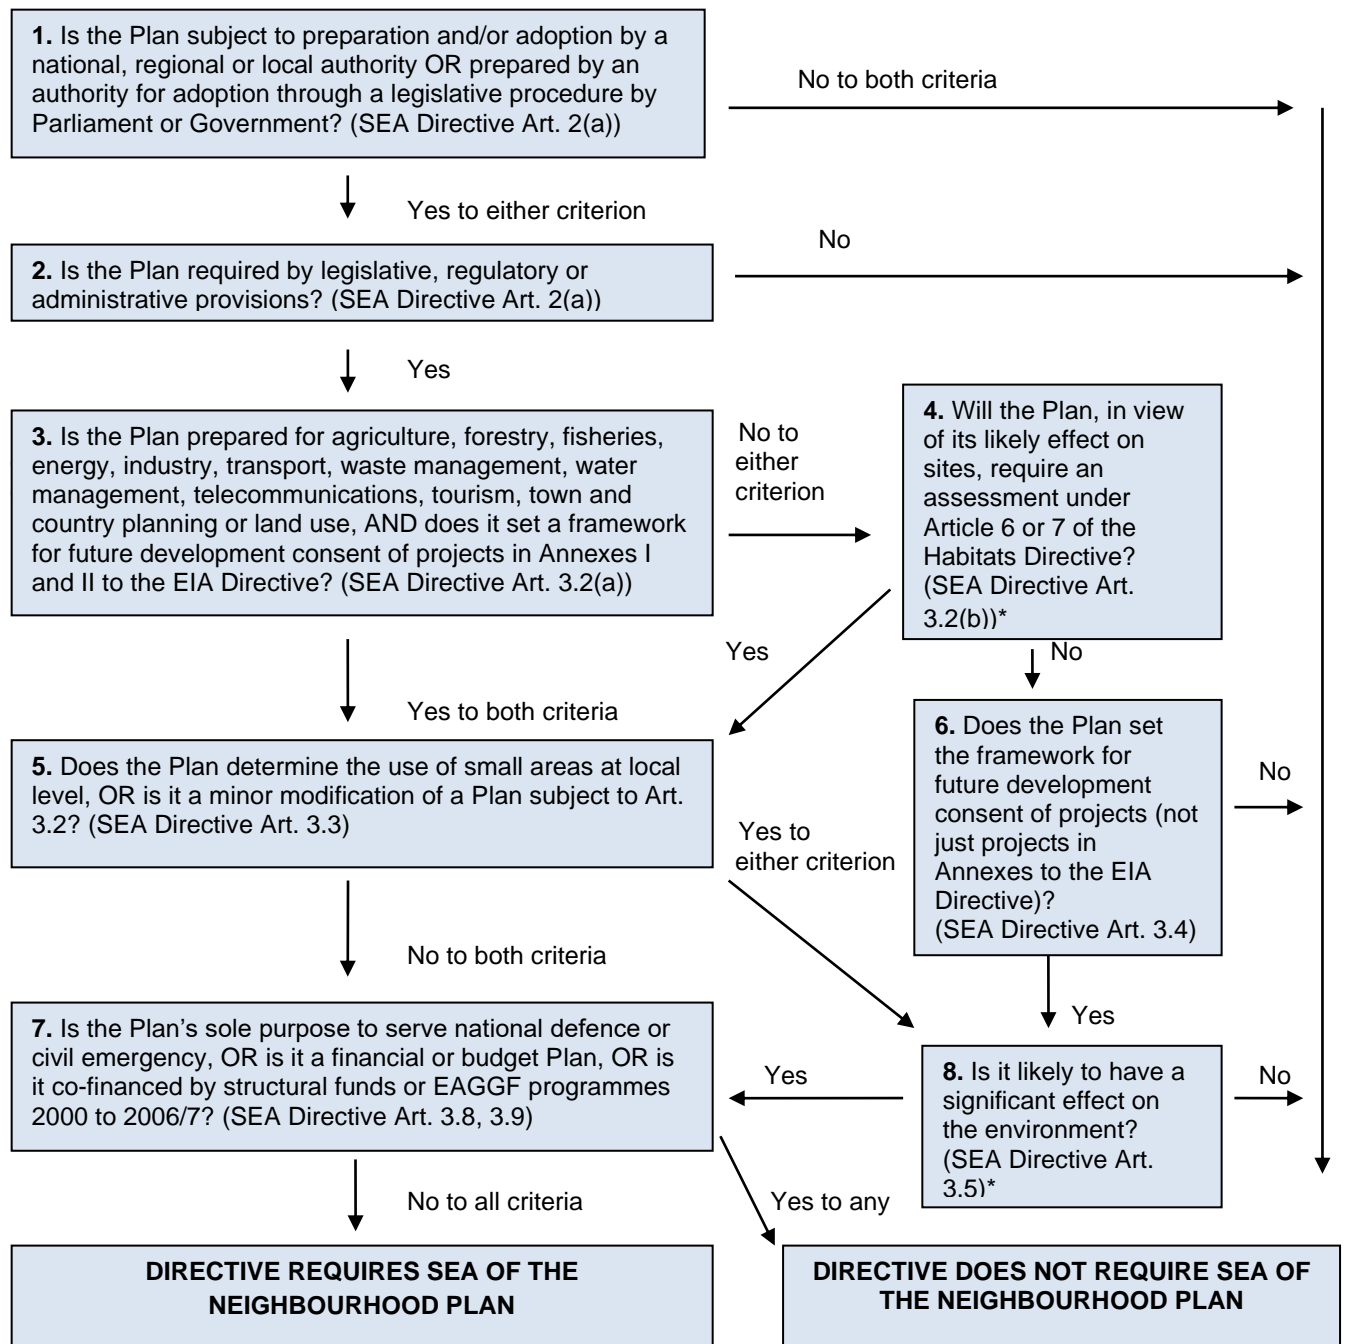 1. Is the Plan subject to preparation and/or adoption by a
national, regional or local authority OR prepared by an
authority for adoption through a legislative procedure by
Parliament or Government? (SEA Directive Art. 2(a))
No to both criteria
Yes to either criterion
2. Is the Plan required by legislative, regulatory or
administrative provisions? (SEA Directive Art. 2(a))
No
Yes
3. Is the Plan prepared for agriculture, forestry, fisheries,
energy, industry, transport, waste management, water
management, telecommunications, tourism, town and
country planning or land use, AND does it set a framework
for future development consent of projects in Annexes I
and II to the EIA Directive? (SEA Directive Art. 3.2(a))
No to
either
criterion
4. Will the Plan, in view
of its likely effect on
sites, require an
assessment under
Article 6 or 7 of the
Habitats Directive?
(SEA Directive Art.
3.2(b))*
Yes
No
Yes to both criteria
5. Does the Plan determine the use of small areas at local
level, OR is it a minor modification of a Plan subject to Art.
3.2? (SEA Directive Art. 3.3)
Yes to
either criterion
6. Does the Plan set
the framework for
future development
consent of projects (not
just projects in
Annexes to the EIA
Directive)?
(SEA Directive Art. 3.4)
No
No to both criteria
Yes
7. Is the Plan’s sole purpose to serve national defence or
civil emergency, OR is it a financial or budget Plan, OR is
it co-financed by structural funds or EAGGF programmes
2000 to 2006/7? (SEA Directive Art. 3.8, 3.9)
Yes
8. Is it likely to have a
significant effect on
the environment?
(SEA Directive Art.
3.5)*
No
No to all criteria
Yes to any
DIRECTIVE REQUIRES SEA OF THE
NEIGHBOURHOOD PLAN
DIRECTIVE DOES NOT REQUIRE SEA OF
THE NEIGHBOURHOOD PLAN